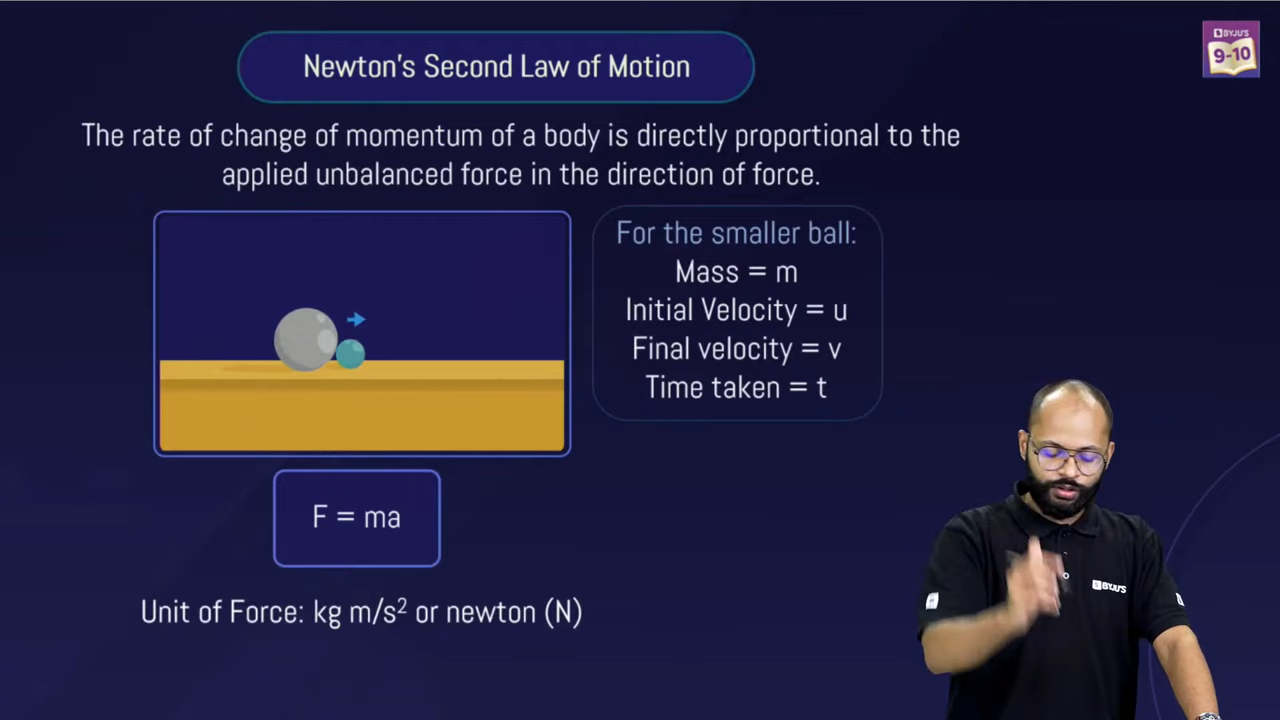 Newton's Second Law of Motion
BYJU'S
9-10
The rate of change of momentum of a body is directly proportional to the
applied unbalanced force in the direction of force.
For the smaller ball:
Mass = m
Initial Velocity = u
Final velocity = v
Time taken = t
F = ma
BYJU'S
Unit of Force: kg m/s² or newton (N)